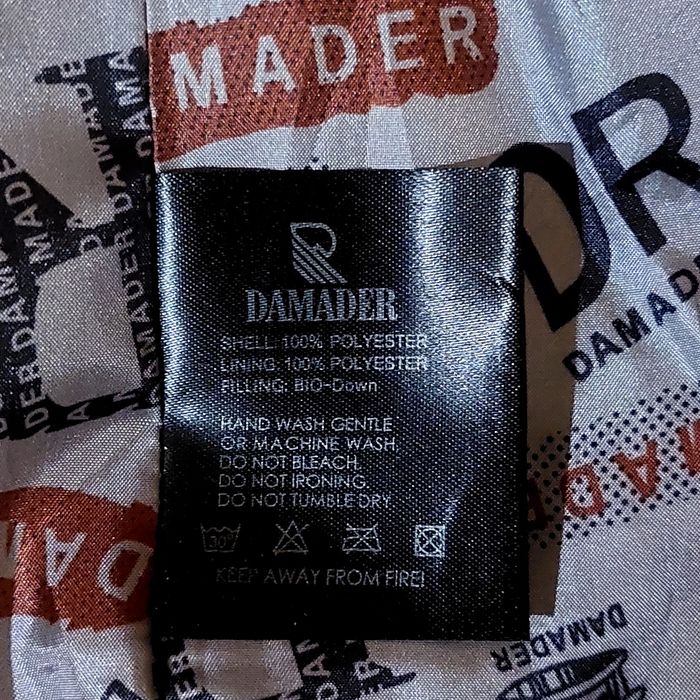 MADER
DAMADER
DR
DAMADER
DAMADER
SHELL: 100% POLYESTER
LINING: 100% POLYESTER
FILLING: BIO-Down
HAND WASH GENTLE
OR MACHINE WASH.
DO NOT BLEACH.
DO NOT IRONING.
DO NOT TUMBLE DRY
30°
KEEP AWAY FROM FIRE!
MADER
DAMADER